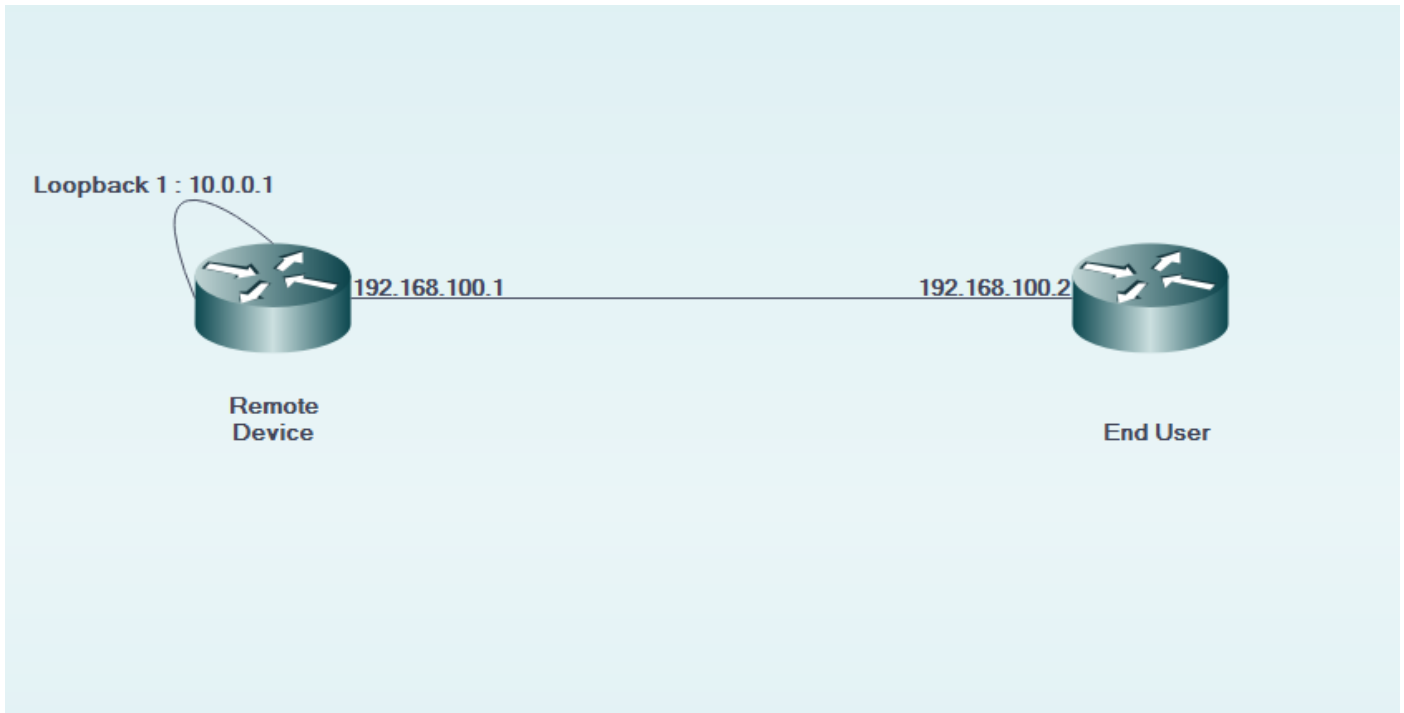 Loopback 1 : 10.0.0.1
192.168.100.1
192.168.100.2
Remote
Device
End User